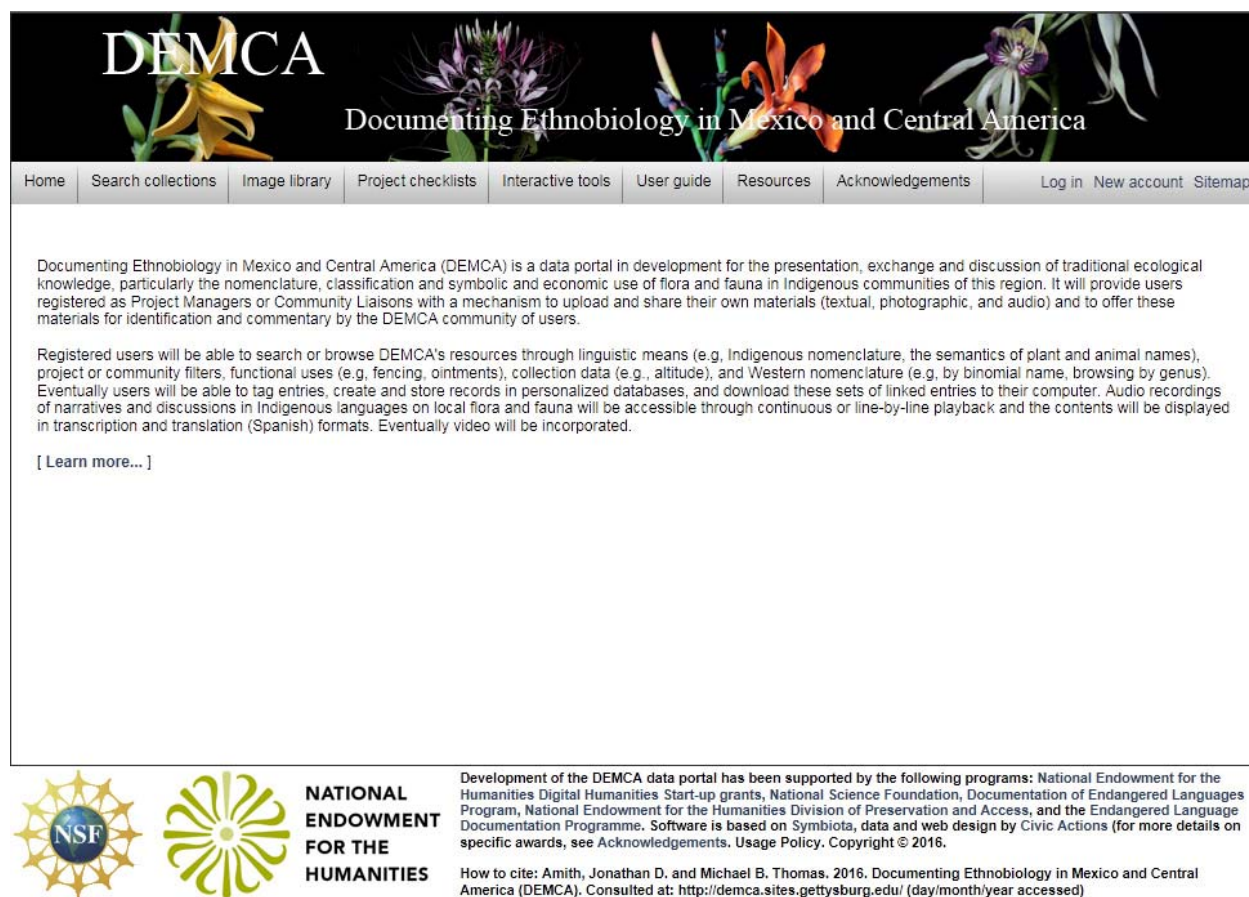 DEMCA
Documenting Ethnobiology in Mexico and Central America
Home Search collections Image library Project checklists Interactive tools User guide Resources Acknowledgements Log in New account Sitemap
Documenting Ethnobiology in Mexico and Central America (DEMCA) is a data portal in development for the presentation, exchange and discussion of traditional ecological
knowledge, particularly the nomenclature, classification and symbolic and economic use of flora and fauna in Indigenous communities of this region. It will provide users
registered as Project Managers or Community Liaisons with a mechanism to upload and share their own materials (textual, photographic, and audio) and to offer these
materials for identification and commentary by the DEMCA community of users.
Registered users will be able to search or browse DEMCA's resources through linguistic means (e.g, Indigenous nomenclature, the semantics of plant and animal names),
project or community filters, functional uses (e.g, fencing, ointments), collection data (e.g., altitude), and Western nomenclature (e.g, by binomial name, browsing by genus).
Eventually users will be able to tag entries, create and store records in personalized databases, and download these sets of linked entries to their computer. Audio recordings
of narratives and discussions in Indigenous languages on local flora and fauna will be accessible through continuous or line-by-line playback and the contents will be displayed
in transcription and translation (Spanish) formats. Eventually video will be incorporated.
[ Learn more... ]
NSF
NATIONAL
ENDOWMENT
FOR THE
HUMANITIES
Development of the DEMCA data portal has been supported by the following programs: National Endowment for the
Humanities Digital Humanities Start-up grants, National Science Foundation, Documentation of Endangered Languages
Program, National Endowment for the Humanities Division of Preservation and Access, and the Endangered Language
Documentation Programme. Software is based on Symbiota, data and web design by Civic Actions (for more details on
specific awards, see Acknowledgements. Usage Policy. Copyright © 2016.
How to cite: Amith, Jonathan D. and Michael B. Thomas. 2016. Documenting Ethnobiology in Mexico and Central
America (DEMCA). Consulted at: http://demca.sites.gettysburg.edu/ (day/month/year accessed)